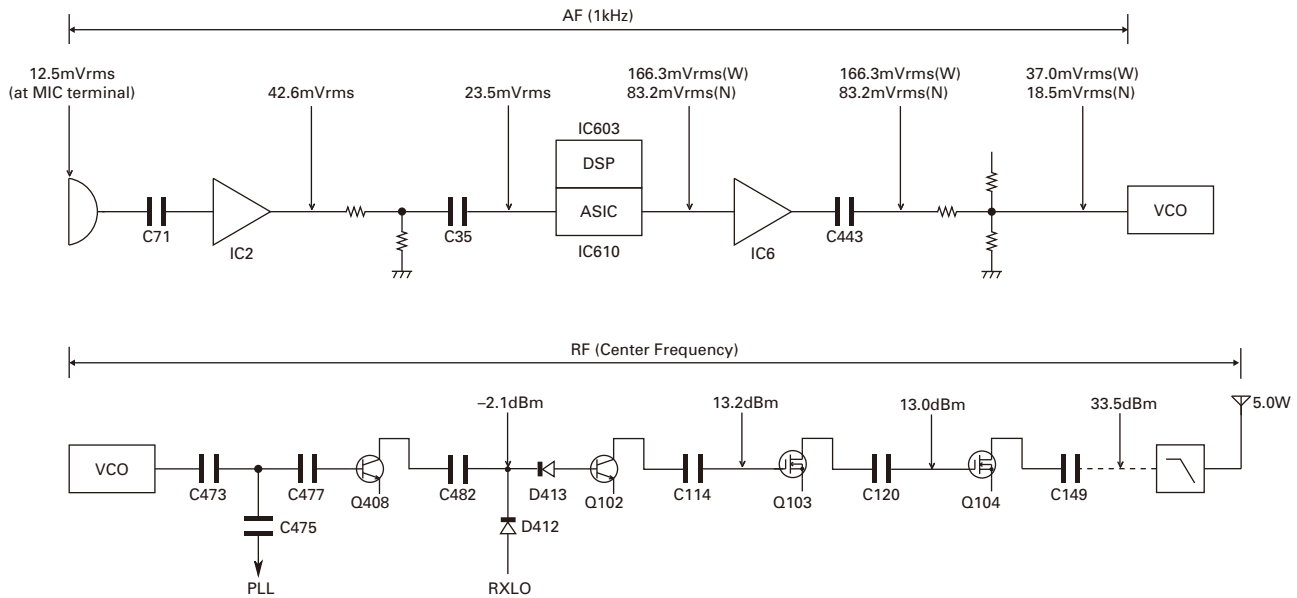 AF (1kHz)
12.5mVrms
(at MIC terminal)
42.6mVrms
23.5mVrms
166.3mVrms(W)
83.2mVrms(N)
166.3mVrms(W)
83.2mVrms(N)
37.0mVrms(W)
18.5mVrms(N)
IC603
DSP
ASIC
IC610
VCO
C71
IC2
C35
IC6
C443
RF (Center Frequency)
–2.1dBm
13.2dBm
13.0dBm
33.5dBm
5.0W
VCO
C473
C477
Q408
C482
D413
Q102
C114
Q103
C120
Q104
C149
C475
D412
PLL
RXLO